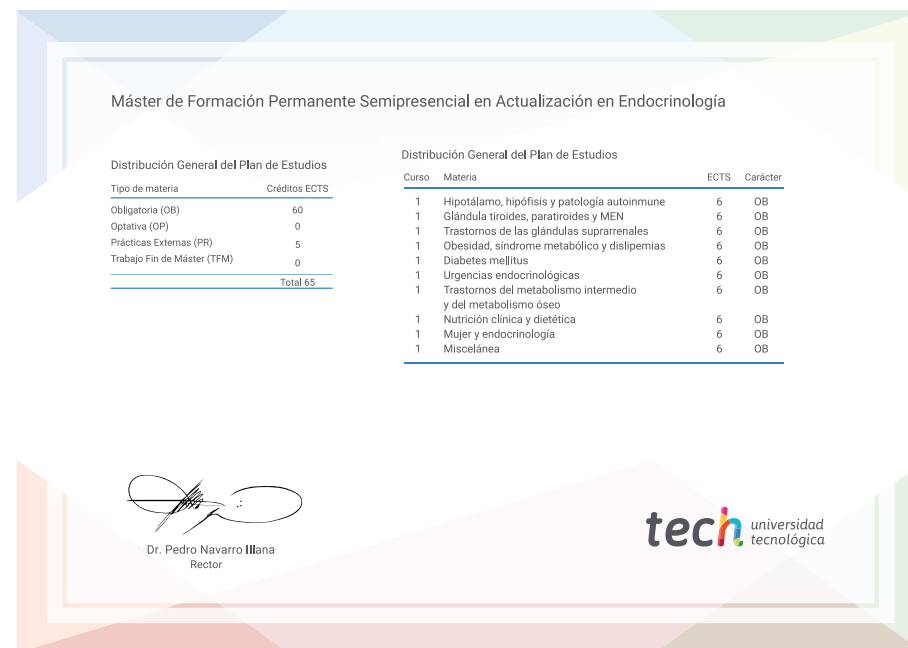 Máster de Formación Permanente Semipresencial en Actualización en Endocrinología
Distribución General del Plan de Estudios
Tipo de materia Créditos ECTS
Obligatoria (OB) 60
Optativa (OP) 0
Prácticas Externas (PR) 5
Trabajo Fin de Máster (TFM) 0
Total 65
Distribución General del Plan de Estudios
Curso Materia ECTS Carácter
1 Hipotálamo, hipófisis y patología autoinmune 6 OB
1 Glándula tiroides, paratiroides y MEN 6 OB
1 Trastornos de las glándulas suprarrenales 6 OB
1 Obesidad, síndrome metabólico y dislipemias 6 OB
1 Diabetes mellitus 6 OB
1 Urgencias endocrinológicas 6 OB
1 Trastornos del metabolismo intermedio 6 OB
y del metabolismo óseo
1 Nutrición clínica y dietética 6 OB
1 Mujer y endocrinología 6 OB
1 Miscelánea 6 OB
Dr. Pedro Navarro Illana
Rector
tech universidad
tecnológica